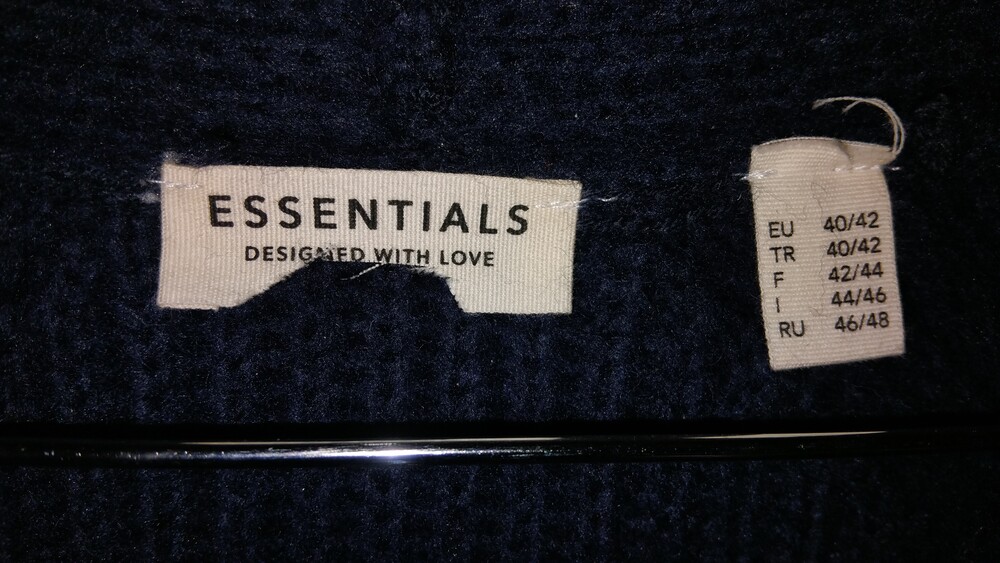 ESSENTIALS
DESIGNED WITH LOVE
EU 40/42
TR 40/42
F 42/44
I 44/46
RU 46/48